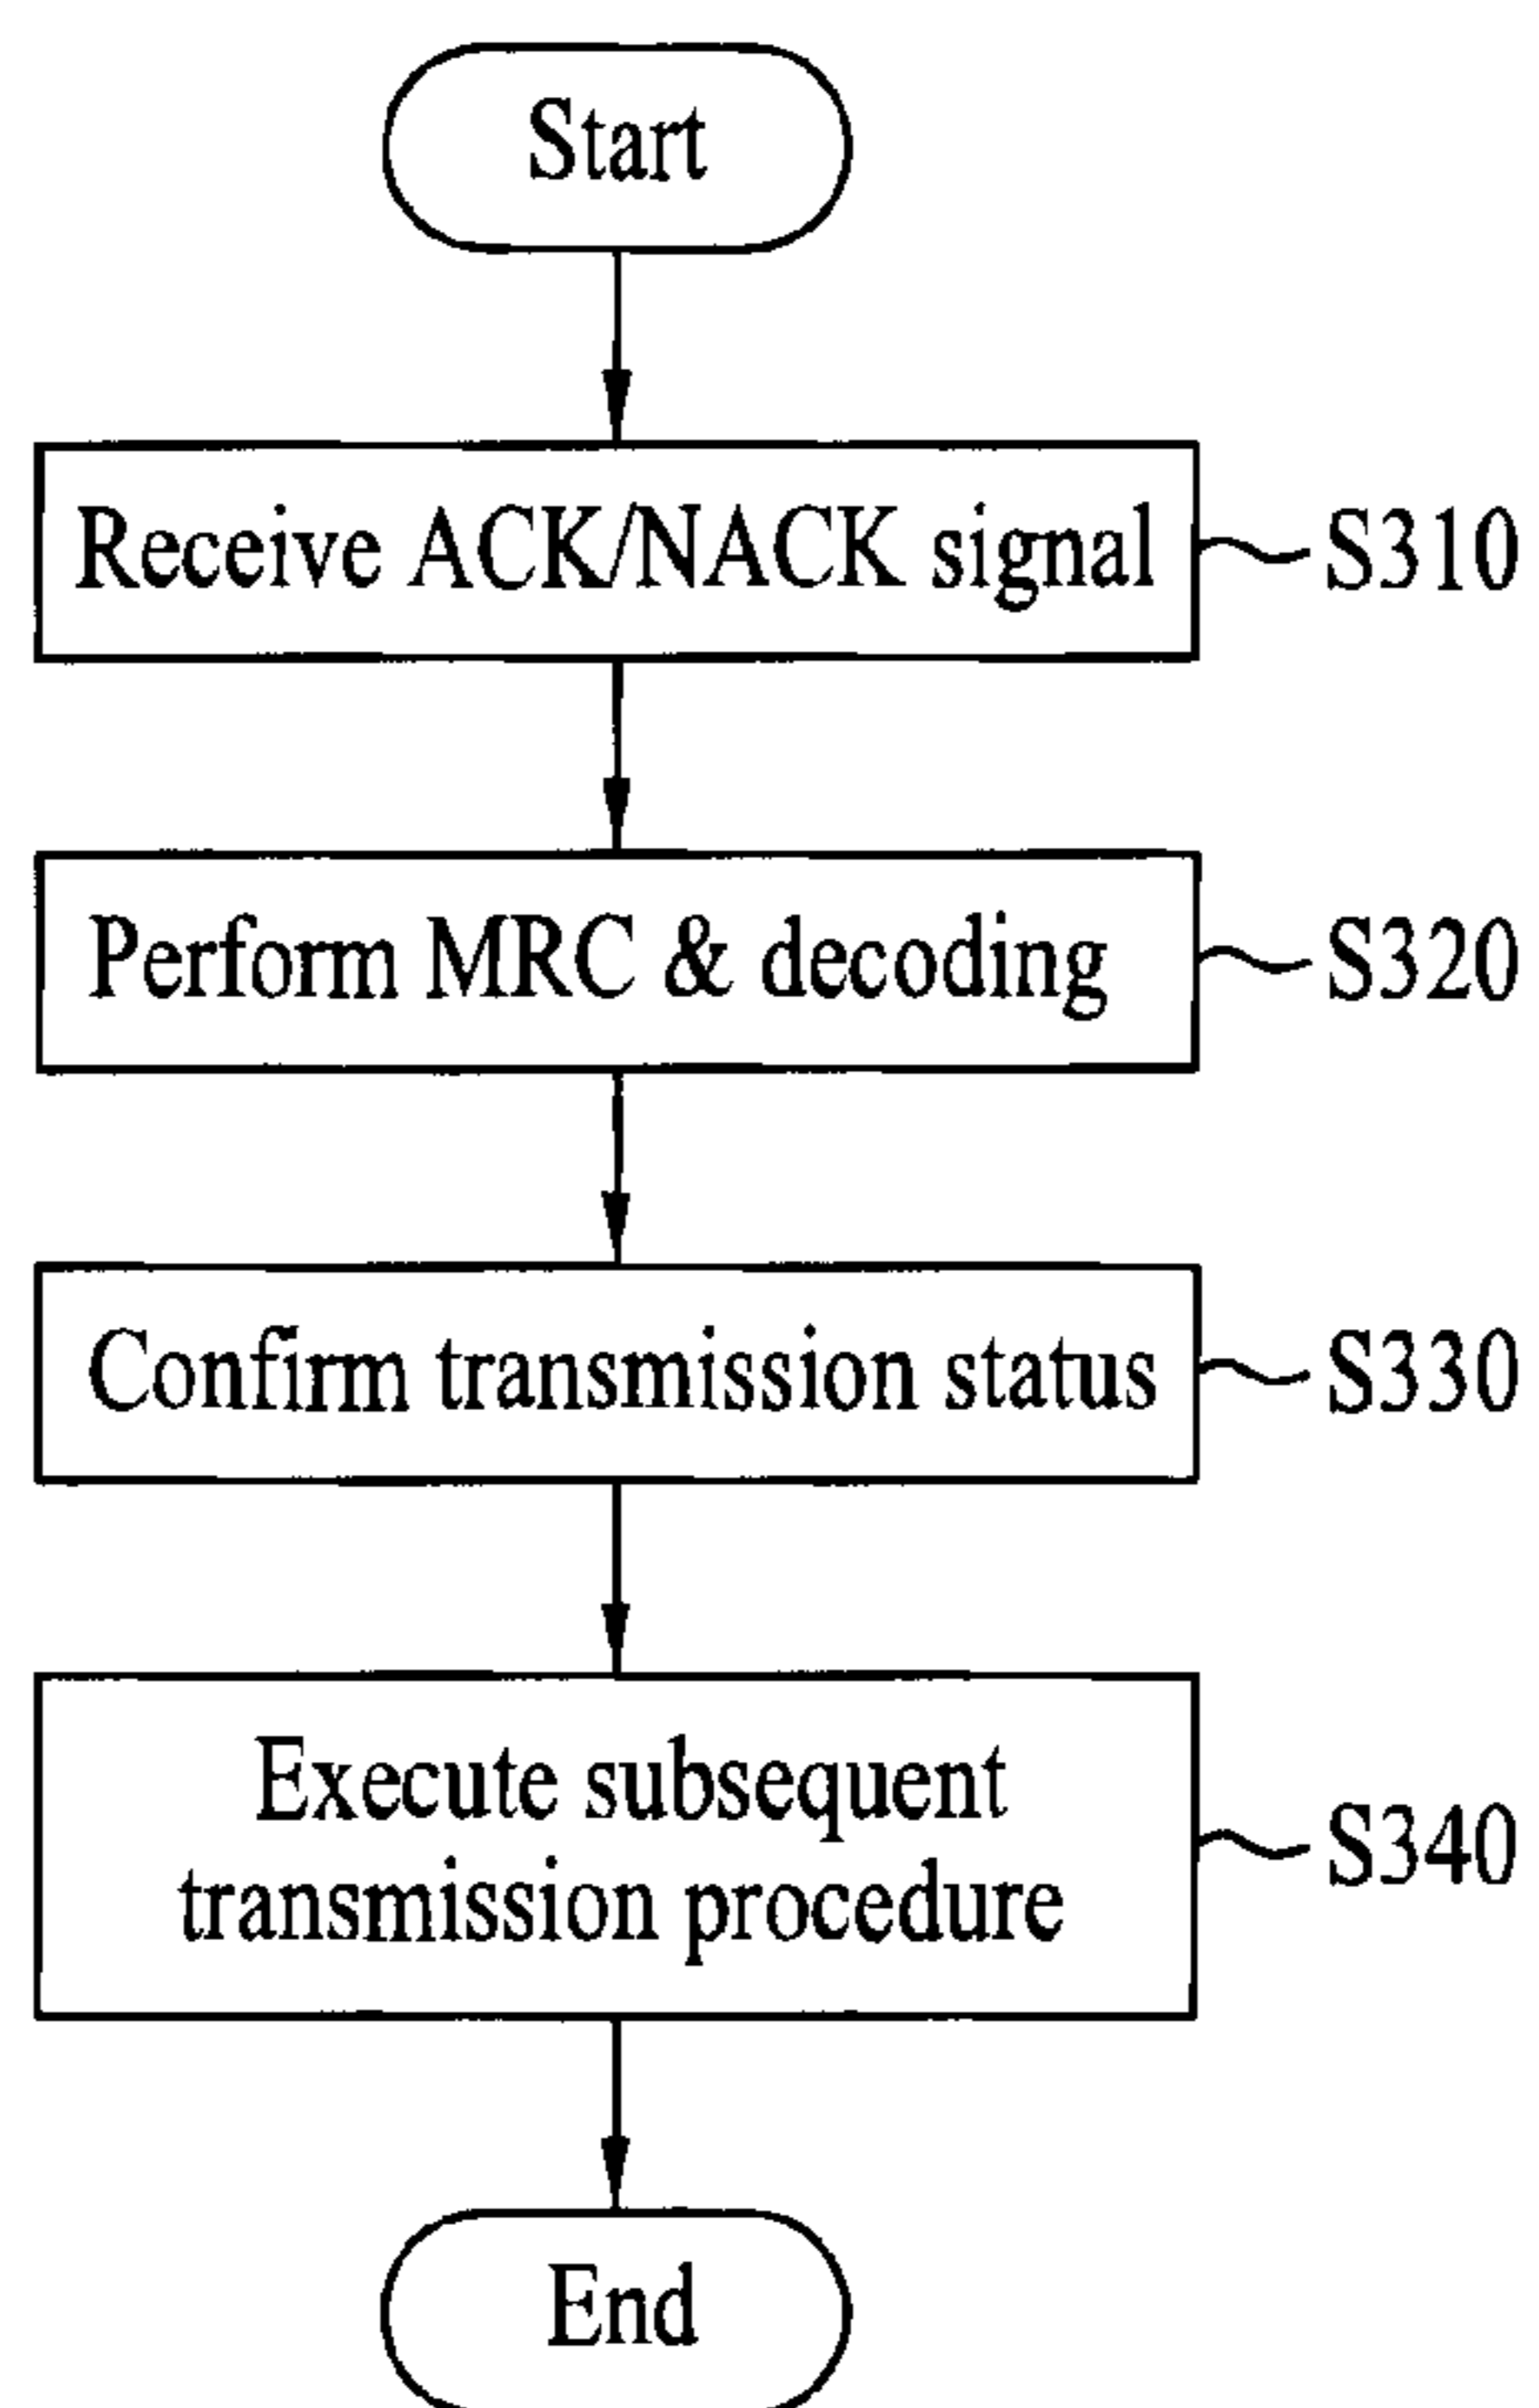 Start
Receive ACK/NACK signal
S310
Perform MRC & decoding
S320
Confirm transmission status
S330
Execute subsequent
transmission procedure
S340
End